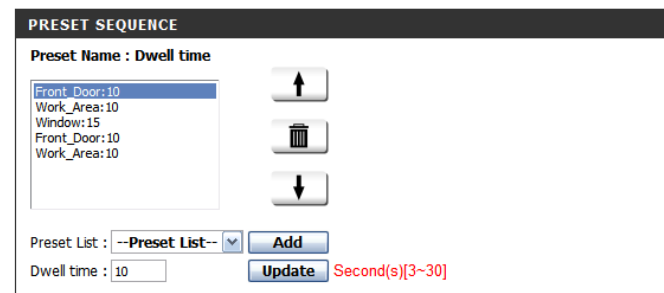 PRESET SEQUENCE
Preset Name : Dwell time
Front_Door:10
Work_Area:10
Window:15
Front_Door:10
Work_Area:10
Preset List : --Preset List-- Add
Dwell time : 10 Update Second(s)[3~30]